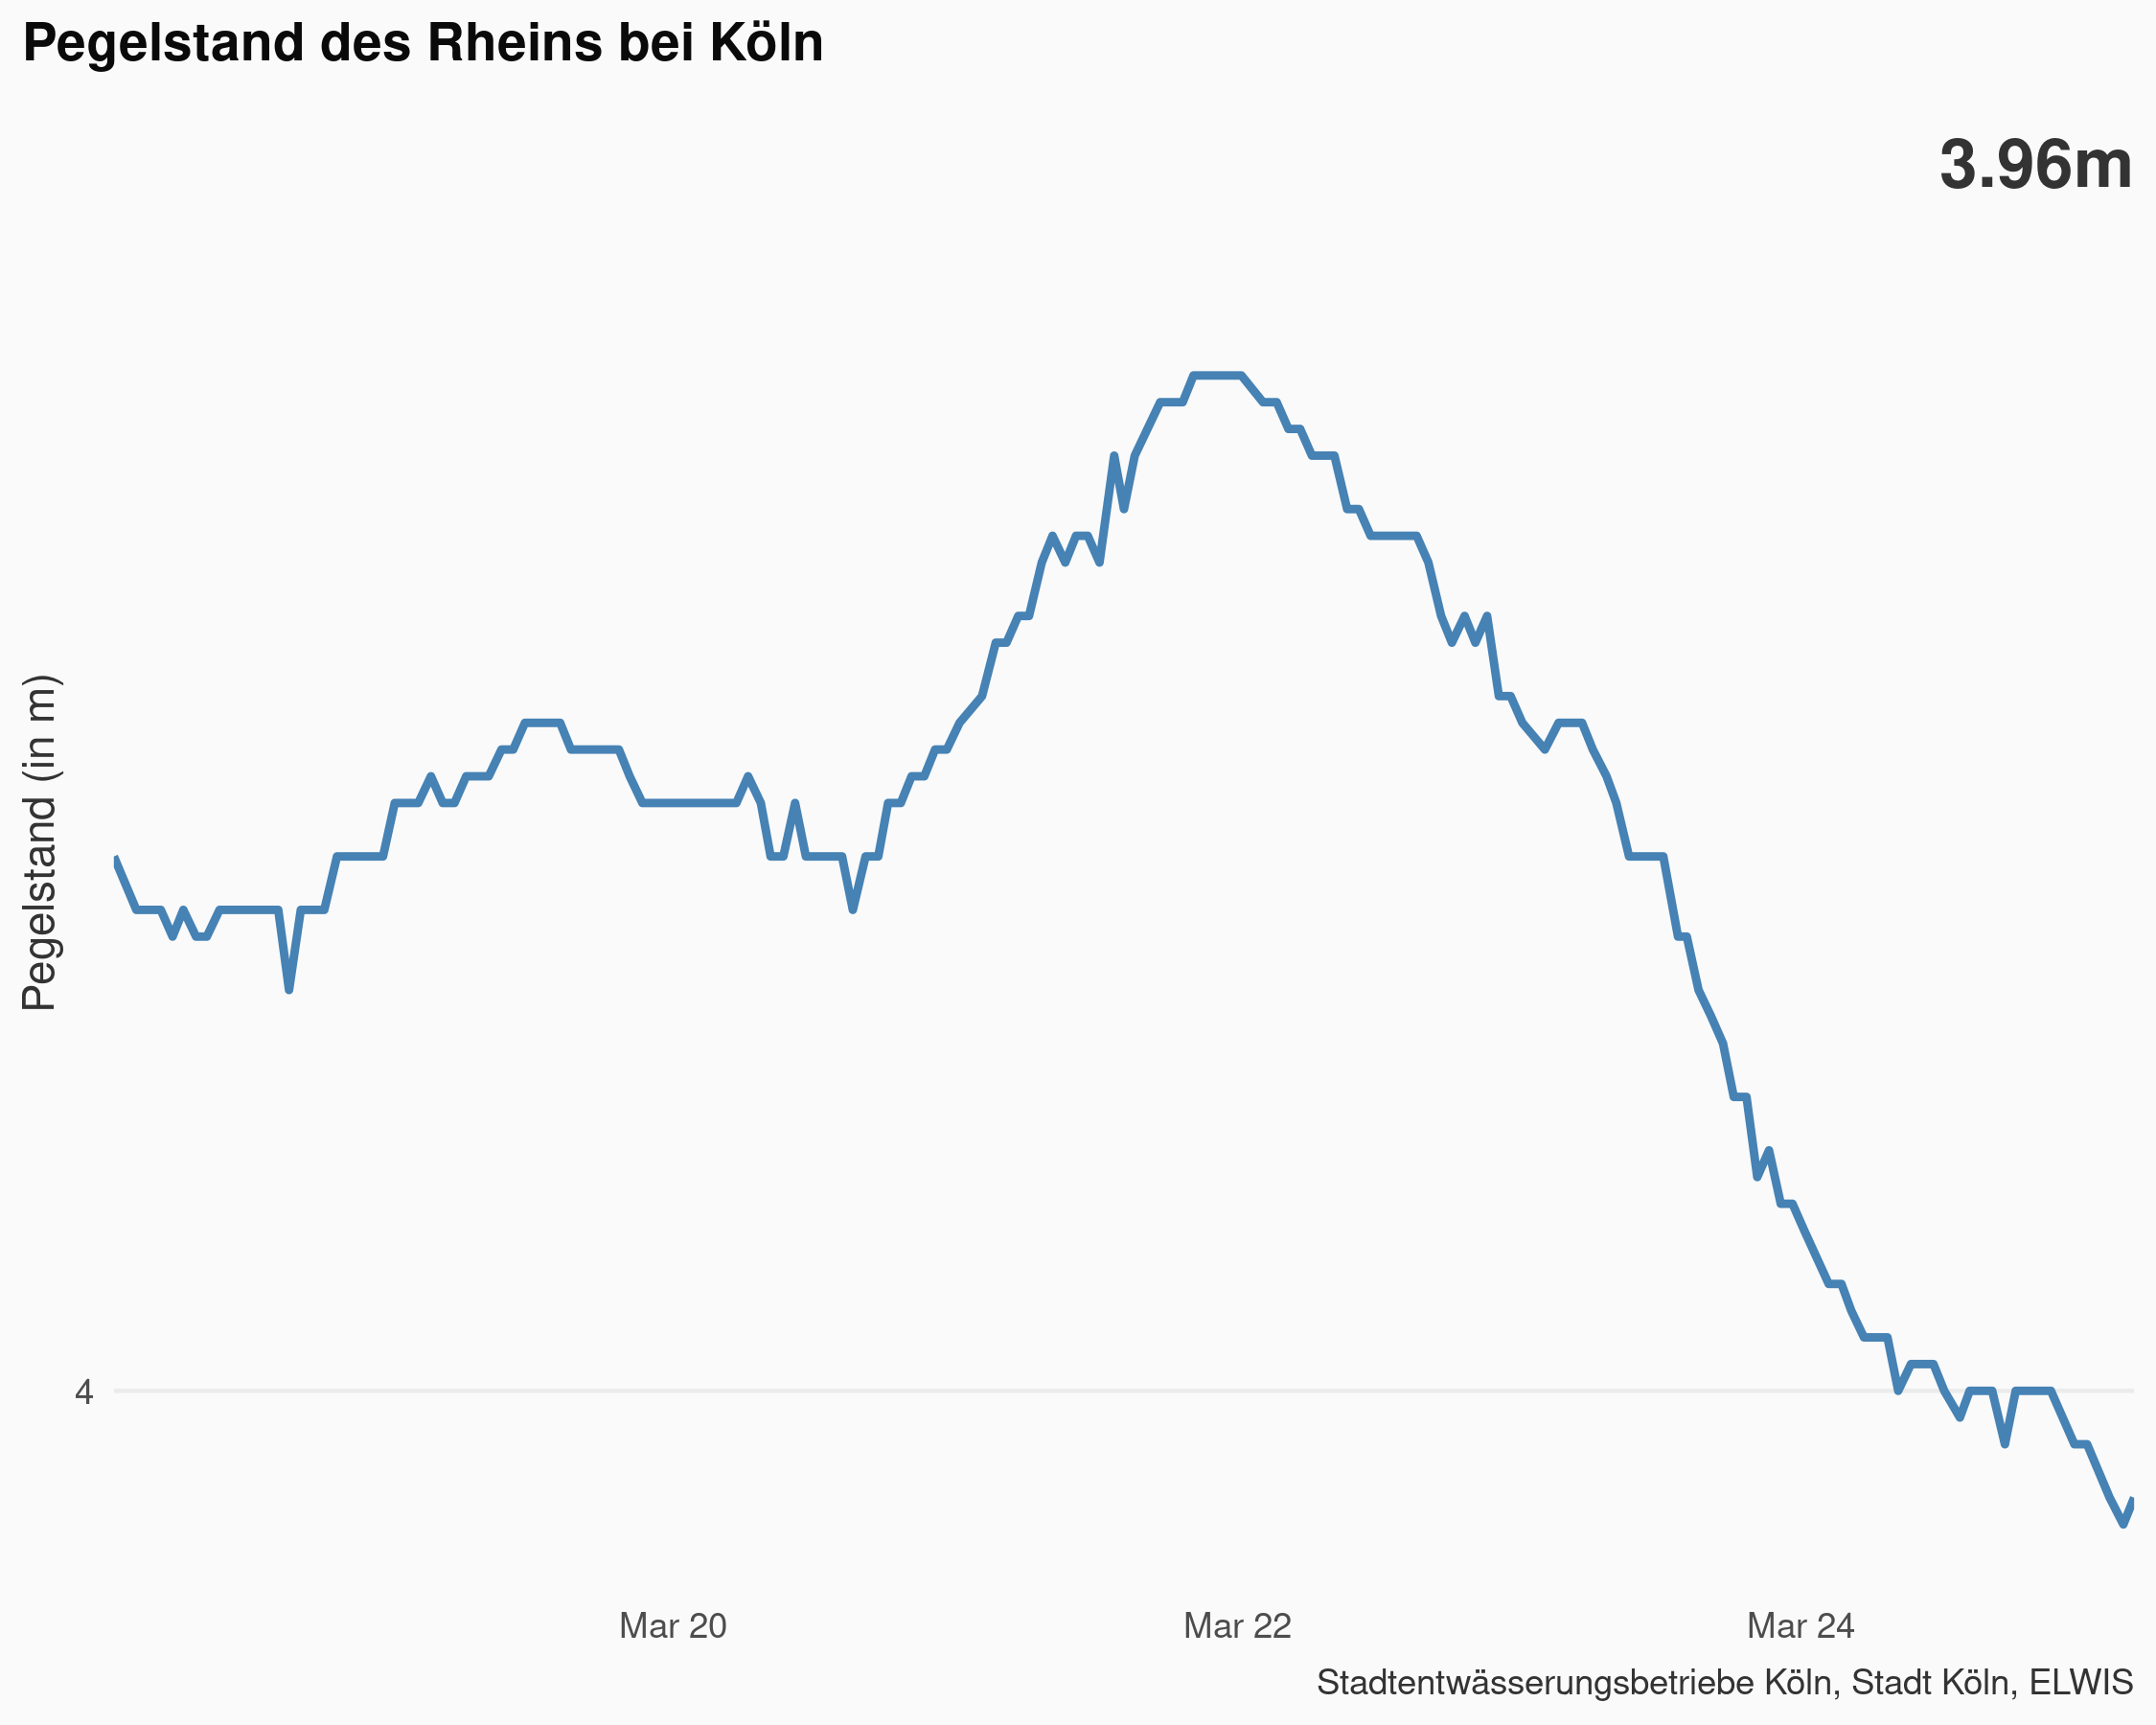 Pegelstand des Rheins bei Köln
3.96m
Pegelstand (in m)
4
Mar 20
Mar 22
Mar 24
Stadtentwässerungsbetriebe Köln, Stadt Köln, ELWIS